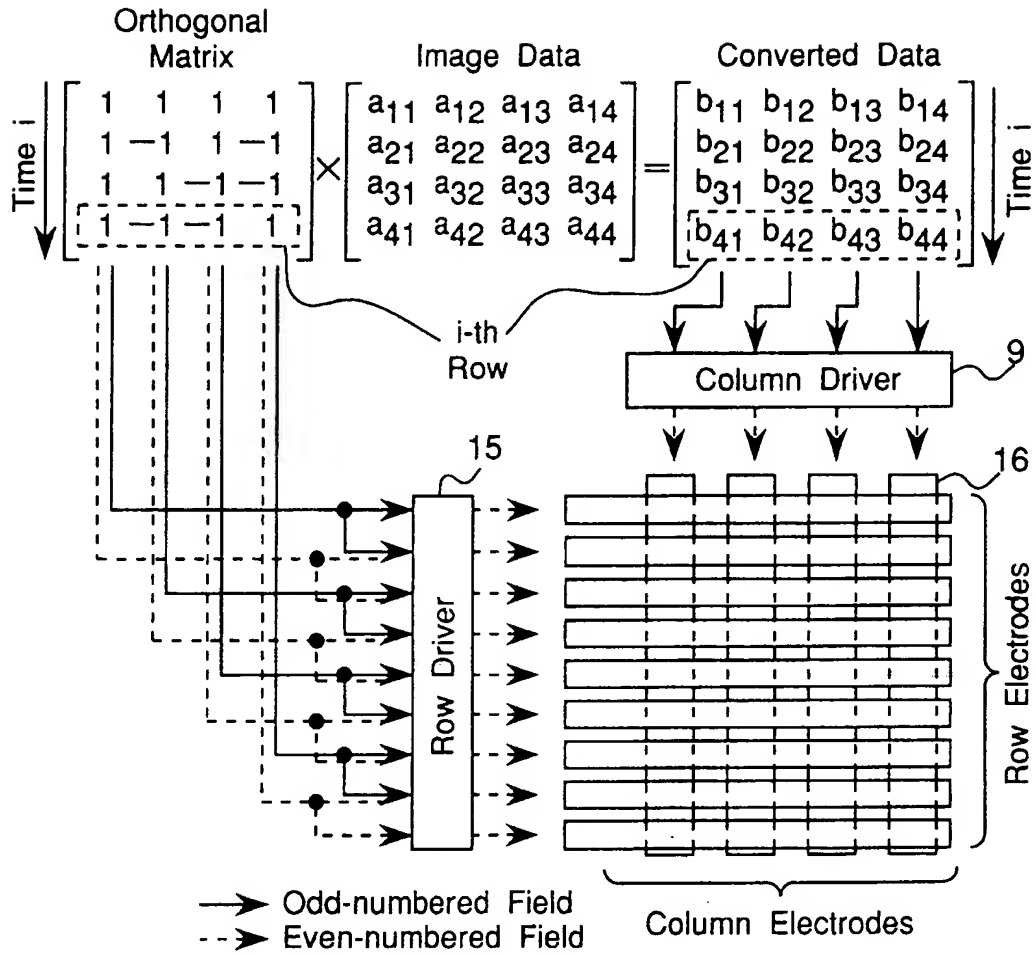 Orthogonal
Matrix
Image Data
Converted Data
Time i
1 1 1 1
1 −1 1 −1
1 1 −1 −1
1 −1 −1 1
×
a11 a12 a13 a14
a21 a22 a23 a24
a31 a32 a33 a34
a41 a42 a43 a44
=
b11 b12 b13 b14
b21 b22 b23 b24
b31 b32 b33 b34
b41 b42 b43 b44
Time i
i-th
Row
Column Driver
9
15
16
Row Driver
Row Electrodes
Odd-numbered Field
Even-numbered Field
Column Electrodes